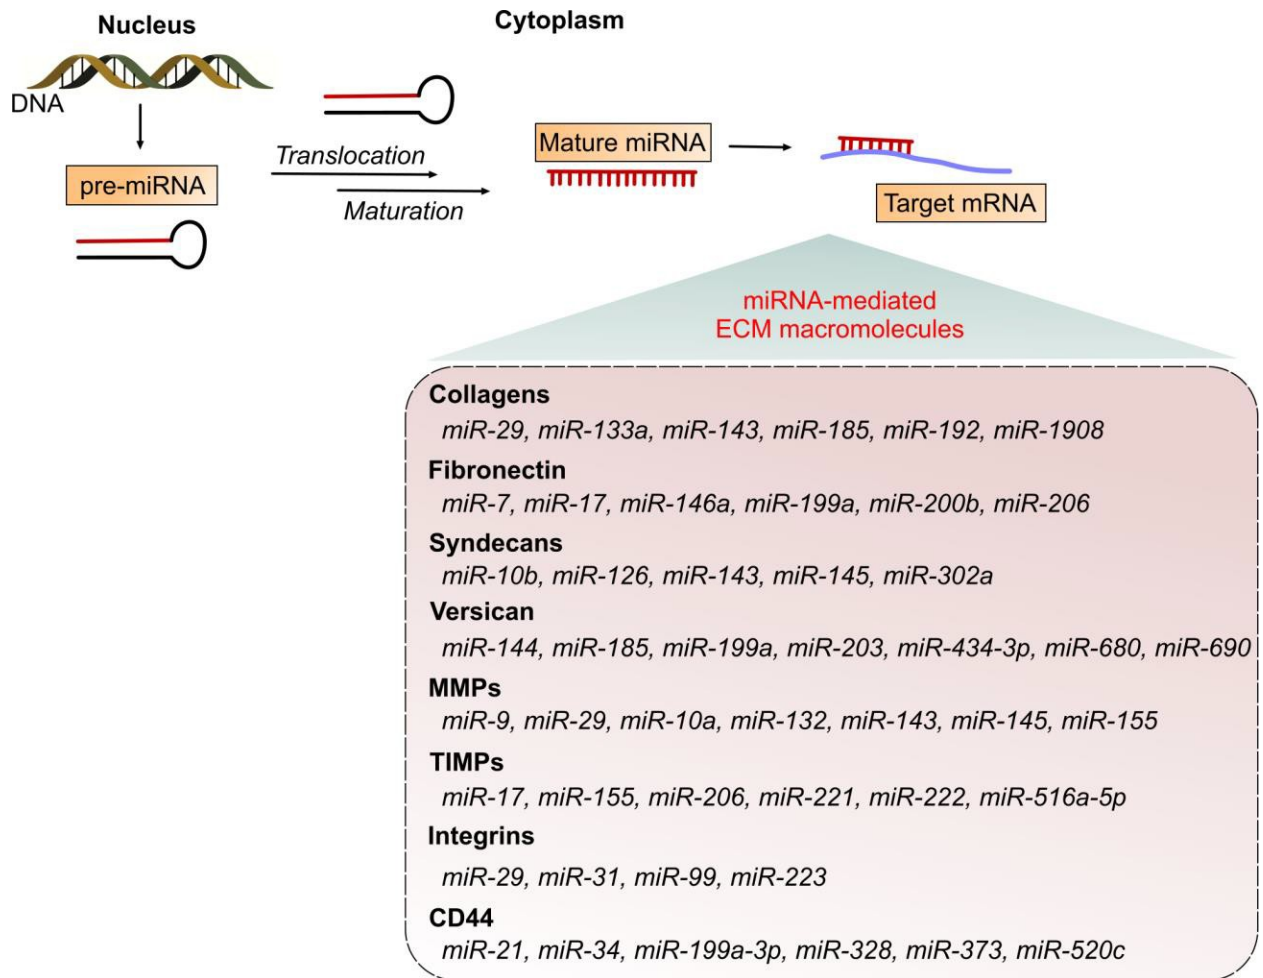 Nucleus
Cytoplasm
DNA
pre-miRNA
Translocation
Maturation
Mature miRNA
Target mRNA
miRNA-mediated
ECM macromolecules
Collagens
miR-29, miR-133a, miR-143, miR-185, miR-192, miR-1908
Fibronectin
miR-7, miR-17, miR-146a, miR-199a, miR-200b, miR-206
Syndecans
miR-10b, miR-126, miR-143, miR-145, miR-302a
Versican
miR-144, miR-185, miR-199a, miR-203, miR-434-3p, miR-680, miR-690
MMPs
miR-9, miR-29, miR-10a, miR-132, miR-143, miR-145, miR-155
TIMPs
miR-17, miR-155, miR-206, miR-221, miR-222, miR-516a-5p
Integrins
miR-29, miR-31, miR-99, miR-223
CD44
miR-21, miR-34, miR-199a-3p, miR-328, miR-373, miR-520c